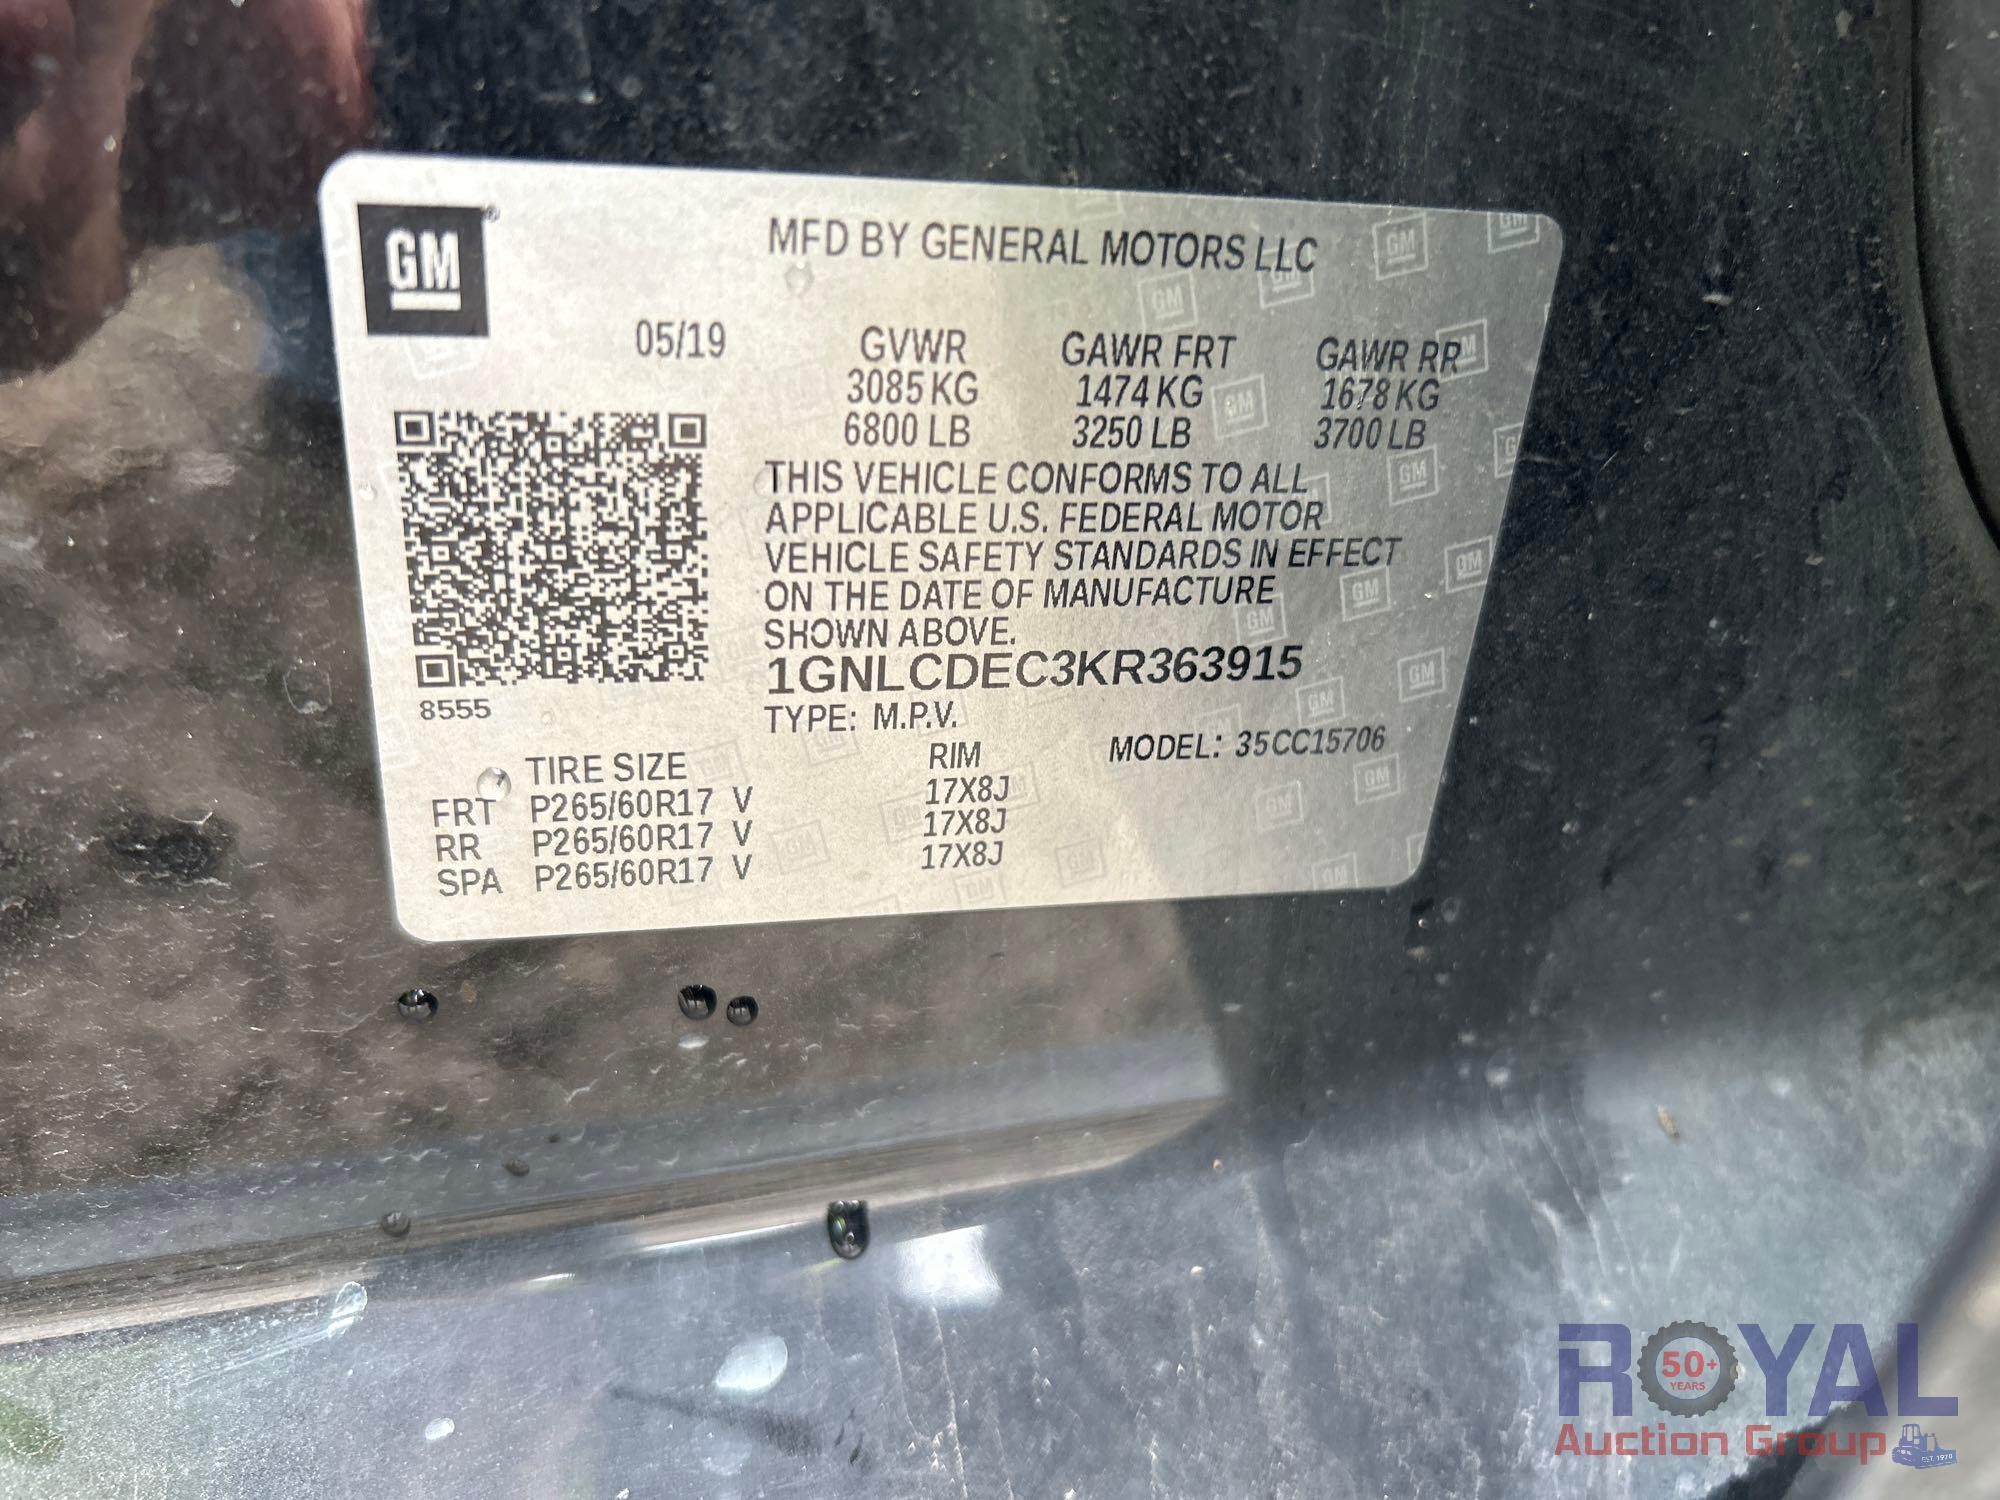 GM®
MFD BY GENERAL MOTORS LLC
05/19 GVWR GAWR FRT GAWR RR
3085 KG 1474 KG 1678 KG
6800 LB 3250 LB 3700 LB
THIS VEHICLE CONFORMS TO ALL
APPLICABLE U.S. FEDERAL MOTOR
VEHICLE SAFETY STANDARDS IN EFFECT
ON THE DATE OF MANUFACTURE
SHOWN ABOVE.
1GNLCDEC3KR363915
8555
TYPE: M.P.V. MODEL: 35CC15706
TIRE SIZE RIM
FRT P265/60R17 V 17X8J
RR P265/60R17 V 17X8J
SPA P265/60R17 V 17X8J
ROYAL
50+
YEARS
Auction Group
EST. 1970